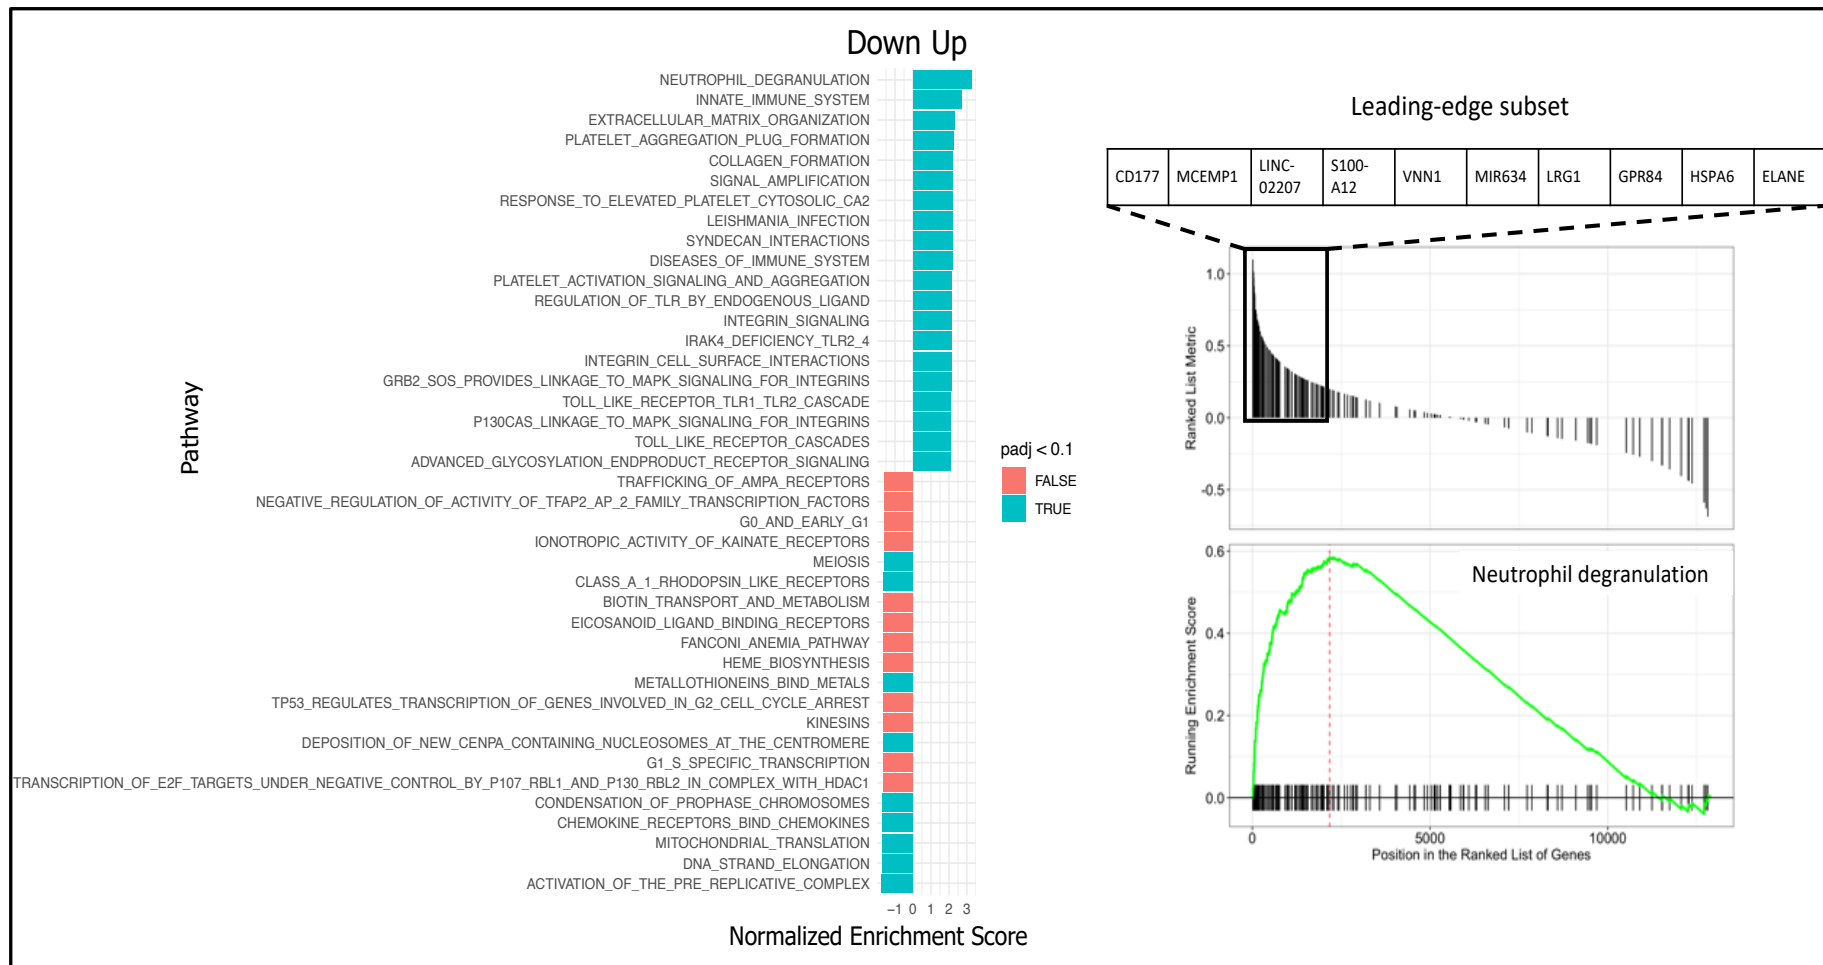 Down Up
NEUTROPHIL_DEGRANULATION
INNATE_IMMUNE_SYSTEM
EXTRACELLULAR_MATRIX_ORGANIZATION
PLATELET_AGGREGATION_PLUG_FORMATION
COLLAGEN_FORMATION
SIGNAL_AMPLIFICATION
RESPONSE_TO_ELEVATED_PLATELET_CYTOSOLIC_CA2
LEISHMANIA_INFECTION
SYNDECAN_INTERACTIONS
DISEASES_OF_IMMUNE_SYSTEM
PLATELET_ACTIVATION_SIGNALING_AND_AGGREGATION
REGULATION_OF_TLR_BY_ENDOGENOUS_LIGAND
INTEGRIN_SIGNALING
IRAK4_DEFICIENCY_TLR2_4
INTEGRIN_CELL_SURFACE_INTERACTIONS
GRB2_SOS_PROVIDES_LINKAGE_TO_MAPK_SIGNALING_FOR_INTEGRINS
TOLL_LIKE_RECEPTOR_TLR1_TLR2_CASCADE
P130CAS_LINKAGE_TO_MAPK_SIGNALING_FOR_INTEGRINS
TOLL_LIKE_RECEPTOR_CASCADES
ADVANCED_GLYCOSYLATION_ENDPRODUCT_RECEPTOR_SIGNALING
TRAFFICKING_OF_AMPA_RECEPTORS
NEGATIVE_REGULATION_OF_ACTIVITY_OF_TFAP2_AP_2_FAMILY_TRANSCRIPTION_FACTORS
G0_AND_EARLY_G1
IONOTROPIC_ACTIVITY_OF_KAINATE_RECEPTORS
MEIOSIS
CLASS_A_1_RHODOPSIN_LIKE_RECEPTORS
BIOTIN_TRANSPORT_AND_METABOLISM
EICOSANOID_LIGAND_BINDING_RECEPTORS
FANCONI_ANEMIA_PATHWAY
HEME_BIOSYNTHESIS
METALLOTHIONEINS_BIND_METALS
TP53_REGULATES_TRANSCRIPTION_OF_GENES_INVOLVED_IN_G2_CELL_CYCLE_ARREST
KINESINS
DEPOSITION_OF_NEW_CENPA_CONTAINING_NUCLEOSOMES_AT_THE_CENTROMERE
G1_S_SPECIFIC_TRANSCRIPTION
TRANSCRIPTION_OF_E2F_TARGETS_UNDER_NEGATIVE_CONTROL_BY_P107_RBL1_AND_P130_RBL2_IN_COMPLEX_WITH_HDAC1
CONDENSATION_OF_PROPHASE_CHROMOSOMES
CHEMOKINE_RECEPTORS_BIND_CHEMOKINES
MITOCHONDRIAL_TRANSLATION
DNA_STRAND_ELONGATION
ACTIVATION_OF_THE_PRE_REPLICATIVE_COMPLEX
Pathway
−1 0 1 2 3
Normalized Enrichment Score
padj < 0.1
FALSE
TRUE
Leading-edge subset
CD177 MCEMP1 LINC- S100- VNN1 MIR634 LRG1 GPR84 HSPA6 ELANE
02207 A12
Ranked List Metric
1.0
0.5
0.0
-0.5
Neutrophil degranulation
Running Enrichment Score
0.6
0.4
0.2
0.0
0 5000 10000
Position in the Ranked List of Genes